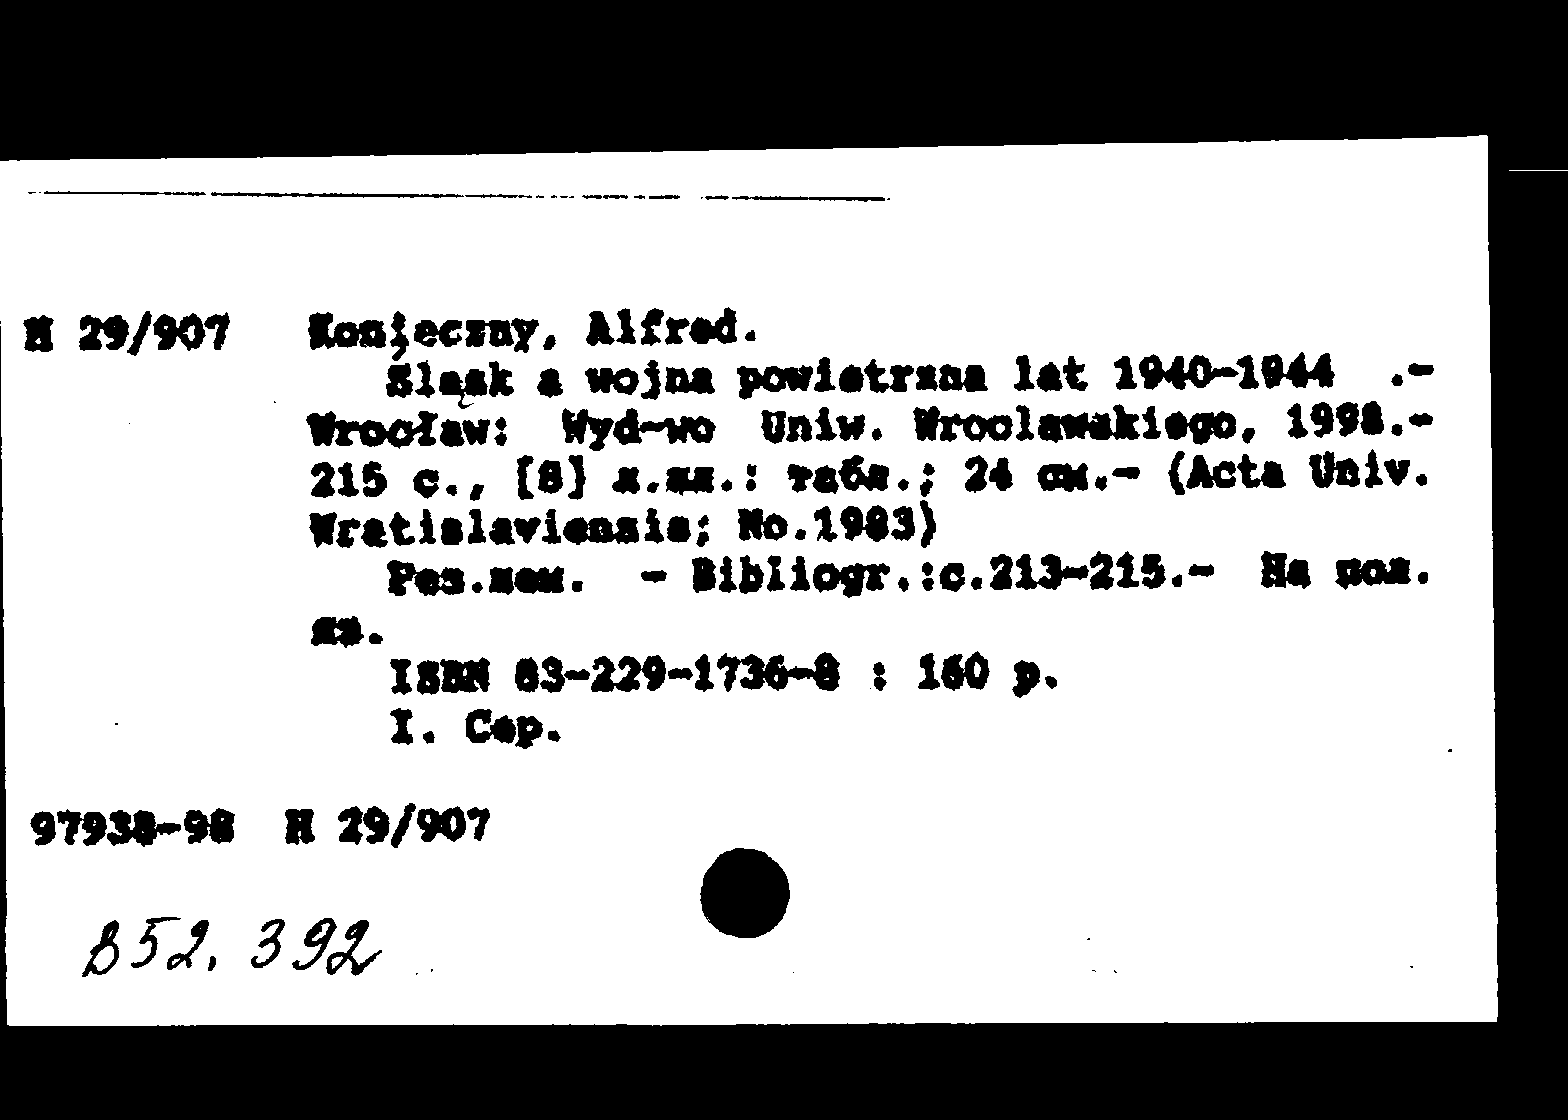 И 29/907 Konieczny, Alfred.
Śląsk a wojna powietrzna lat 1940-1944 .-
Wrocław: Wyd-wo Uniw. Wroclawskiego, 1998.-
215 с., [8] л.ил.: табл.; 24 см.- (Acta Univ.
Wratislaviensis; No.1983)
Рез.нем. - Bibliogr.:с.213-215.- На пол.
яз.
ISBN 83-229-1736-8 : 160 р.
I. Сер.
97938-98 И 29/907
852. 392